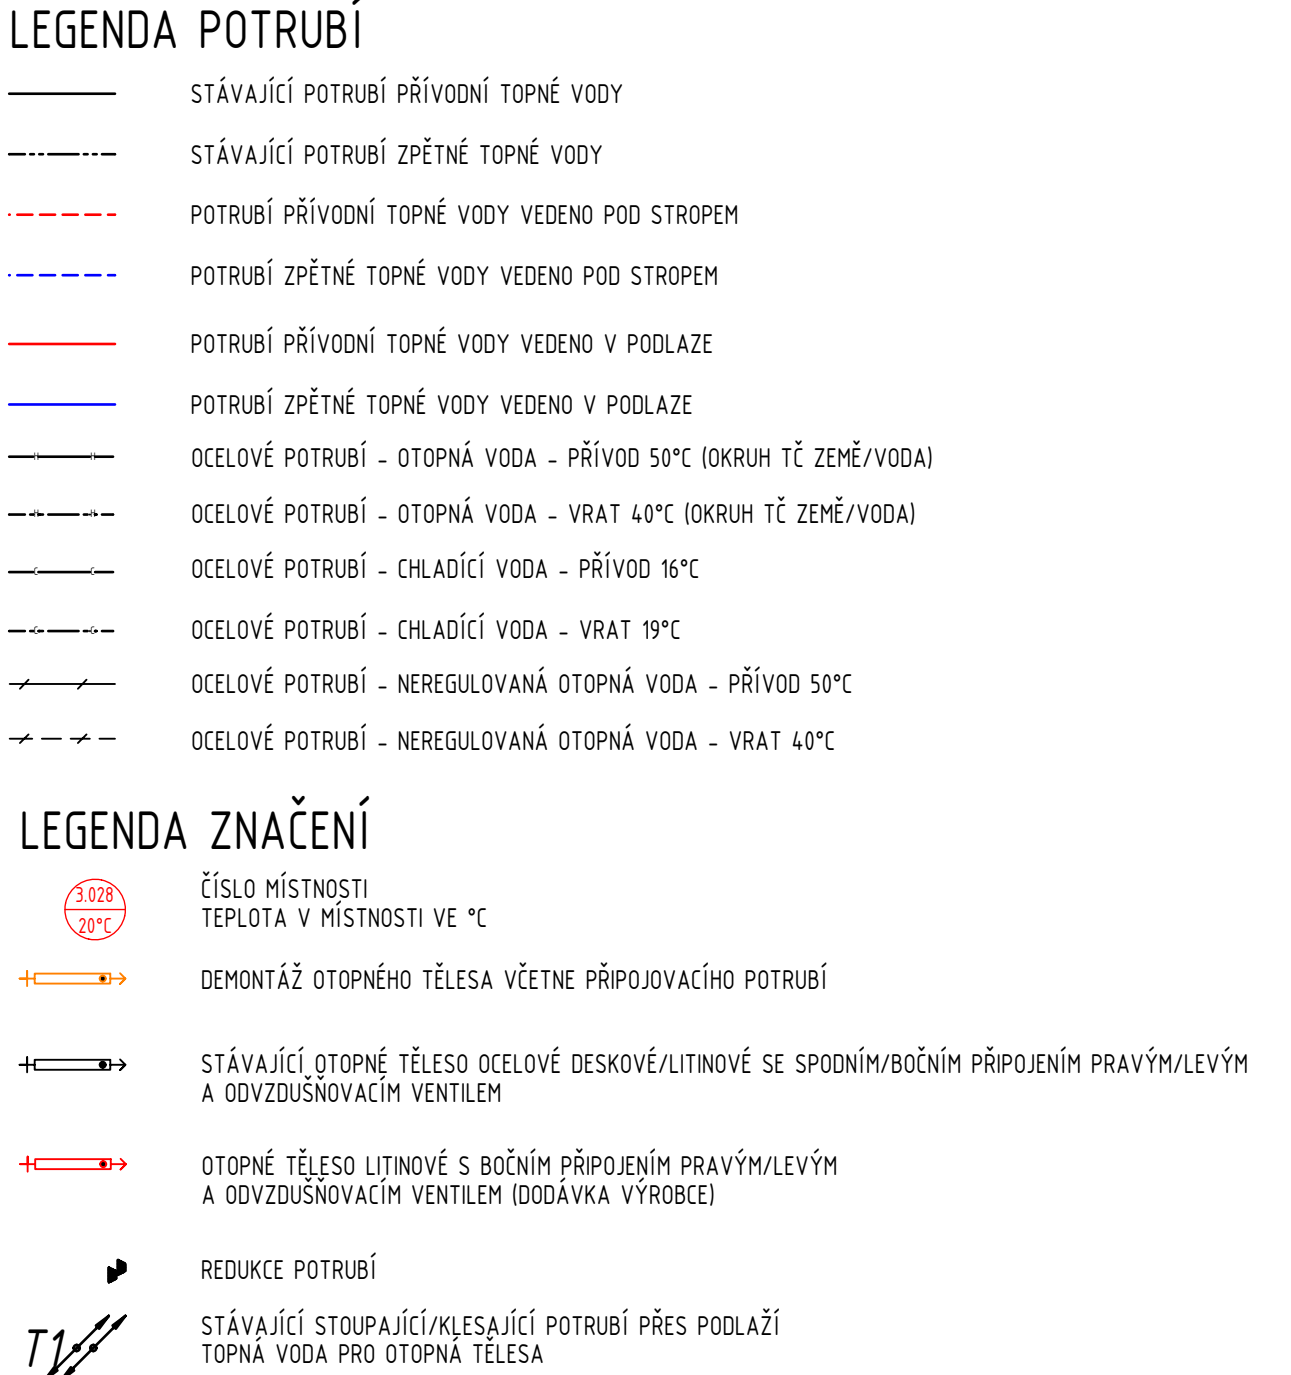 LEGENDA POTRUBÍ
STÁVAJÍCÍ POTRUBÍ PŘÍVODNÍ TOPNÉ VODY
STÁVAJÍCÍ POTRUBÍ ZPĚTNÉ TOPNÉ VODY
POTRUBÍ PŘÍVODNÍ TOPNÉ VODY VEDENO POD STROPEM
POTRUBÍ ZPĚTNÉ TOPNÉ VODY VEDENO POD STROPEM
POTRUBÍ PŘÍVODNÍ TOPNÉ VODY VEDENO V PODLAZE
POTRUBÍ ZPĚTNÉ TOPNÉ VODY VEDENO V PODLAZE
H H OCELOVÉ POTRUBÍ - OTOPNÁ VODA - PŘÍVOD 50°C (OKRUH TČ ZEMĚ/VODA)
H H OCELOVÉ POTRUBÍ - OTOPNÁ VODA - VRAT 40°C (OKRUH TČ ZEMĚ/VODA)
C C OCELOVÉ POTRUBÍ - CHLADÍCÍ VODA - PŘÍVOD 16°C
C C OCELOVÉ POTRUBÍ - CHLADÍCÍ VODA - VRAT 19°C
OCELOVÉ POTRUBÍ - NEREGULOVANÁ OTOPNÁ VODA - PŘÍVOD 50°C
OCELOVÉ POTRUBÍ - NEREGULOVANÁ OTOPNÁ VODA - VRAT 40°C
LEGENDA ZNAČENÍ
3.028
20°C
ČÍSLO MÍSTNOSTI
TEPLOTA V MÍSTNOSTI VE °C
DEMONTÁŽ OTOPNÉHO TĚLESA VČETNE PŘIPOJOVACÍHO POTRUBÍ
STÁVAJÍCÍ OTOPNÉ TĚLESO OCELOVÉ DESKOVÉ/LITINOVÉ SE SPODNÍM/BOČNÍM PŘIPOJENÍM PRAVÝM/LEVÝM
A ODVZDUŠŇOVACÍM VENTILEM
OTOPNÉ TĚLESO LITINOVÉ S BOČNÍM PŘIPOJENÍM PRAVÝM/LEVÝM
A ODVZDUŠŇOVACÍM VENTILEM (DODÁVKA VÝROBCE)
REDUKCE POTRUBÍ
T1
STÁVAJÍCÍ STOUPAJÍCÍ/KLESAJÍCÍ POTRUBÍ PŘES PODLAŽÍ
TOPNÁ VODA PRO OTOPNÁ TĚLESA